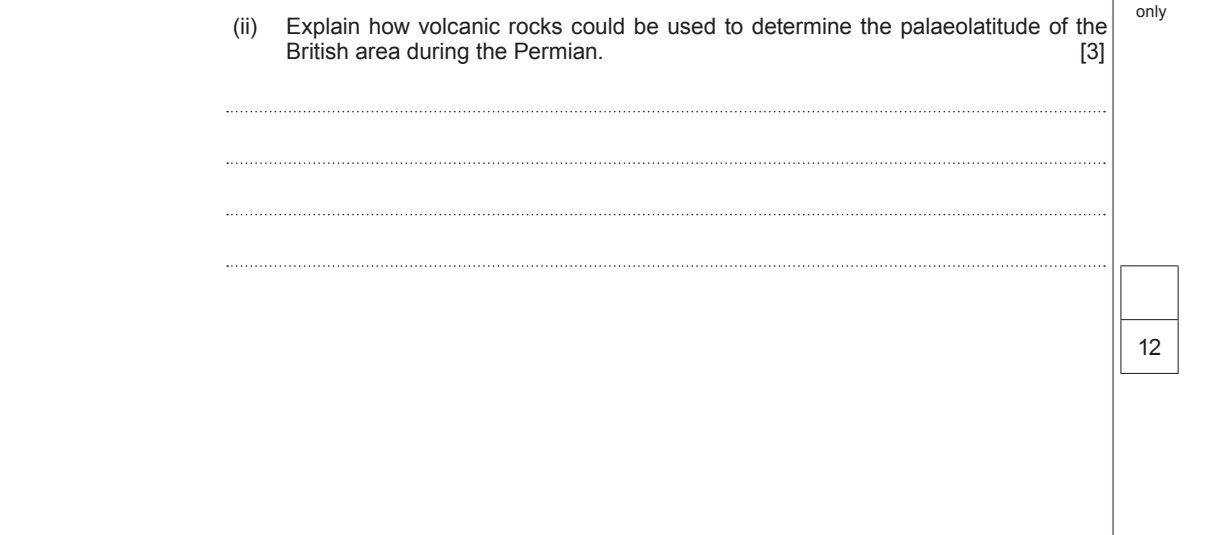 only
(ii) Explain how volcanic rocks could be used to determine the palaeolatitude of the
British area during the Permian. [3]
12